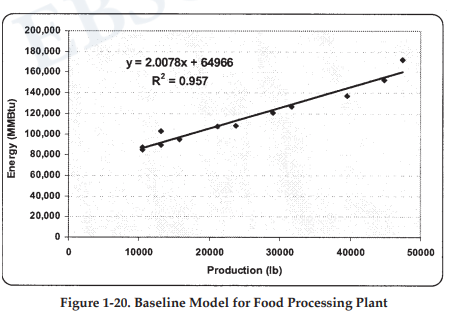 200,000
180,000
160,000
140,000
120,000
100,000
80,000
60,000
40,000
20,000
0
Energy (MMBtu)
y = 2.0078x + 64966
R² = 0.957
0 10000 20000 30000 40000 50000
Production (lb)
Figure 1-20. Baseline Model for Food Processing Plant